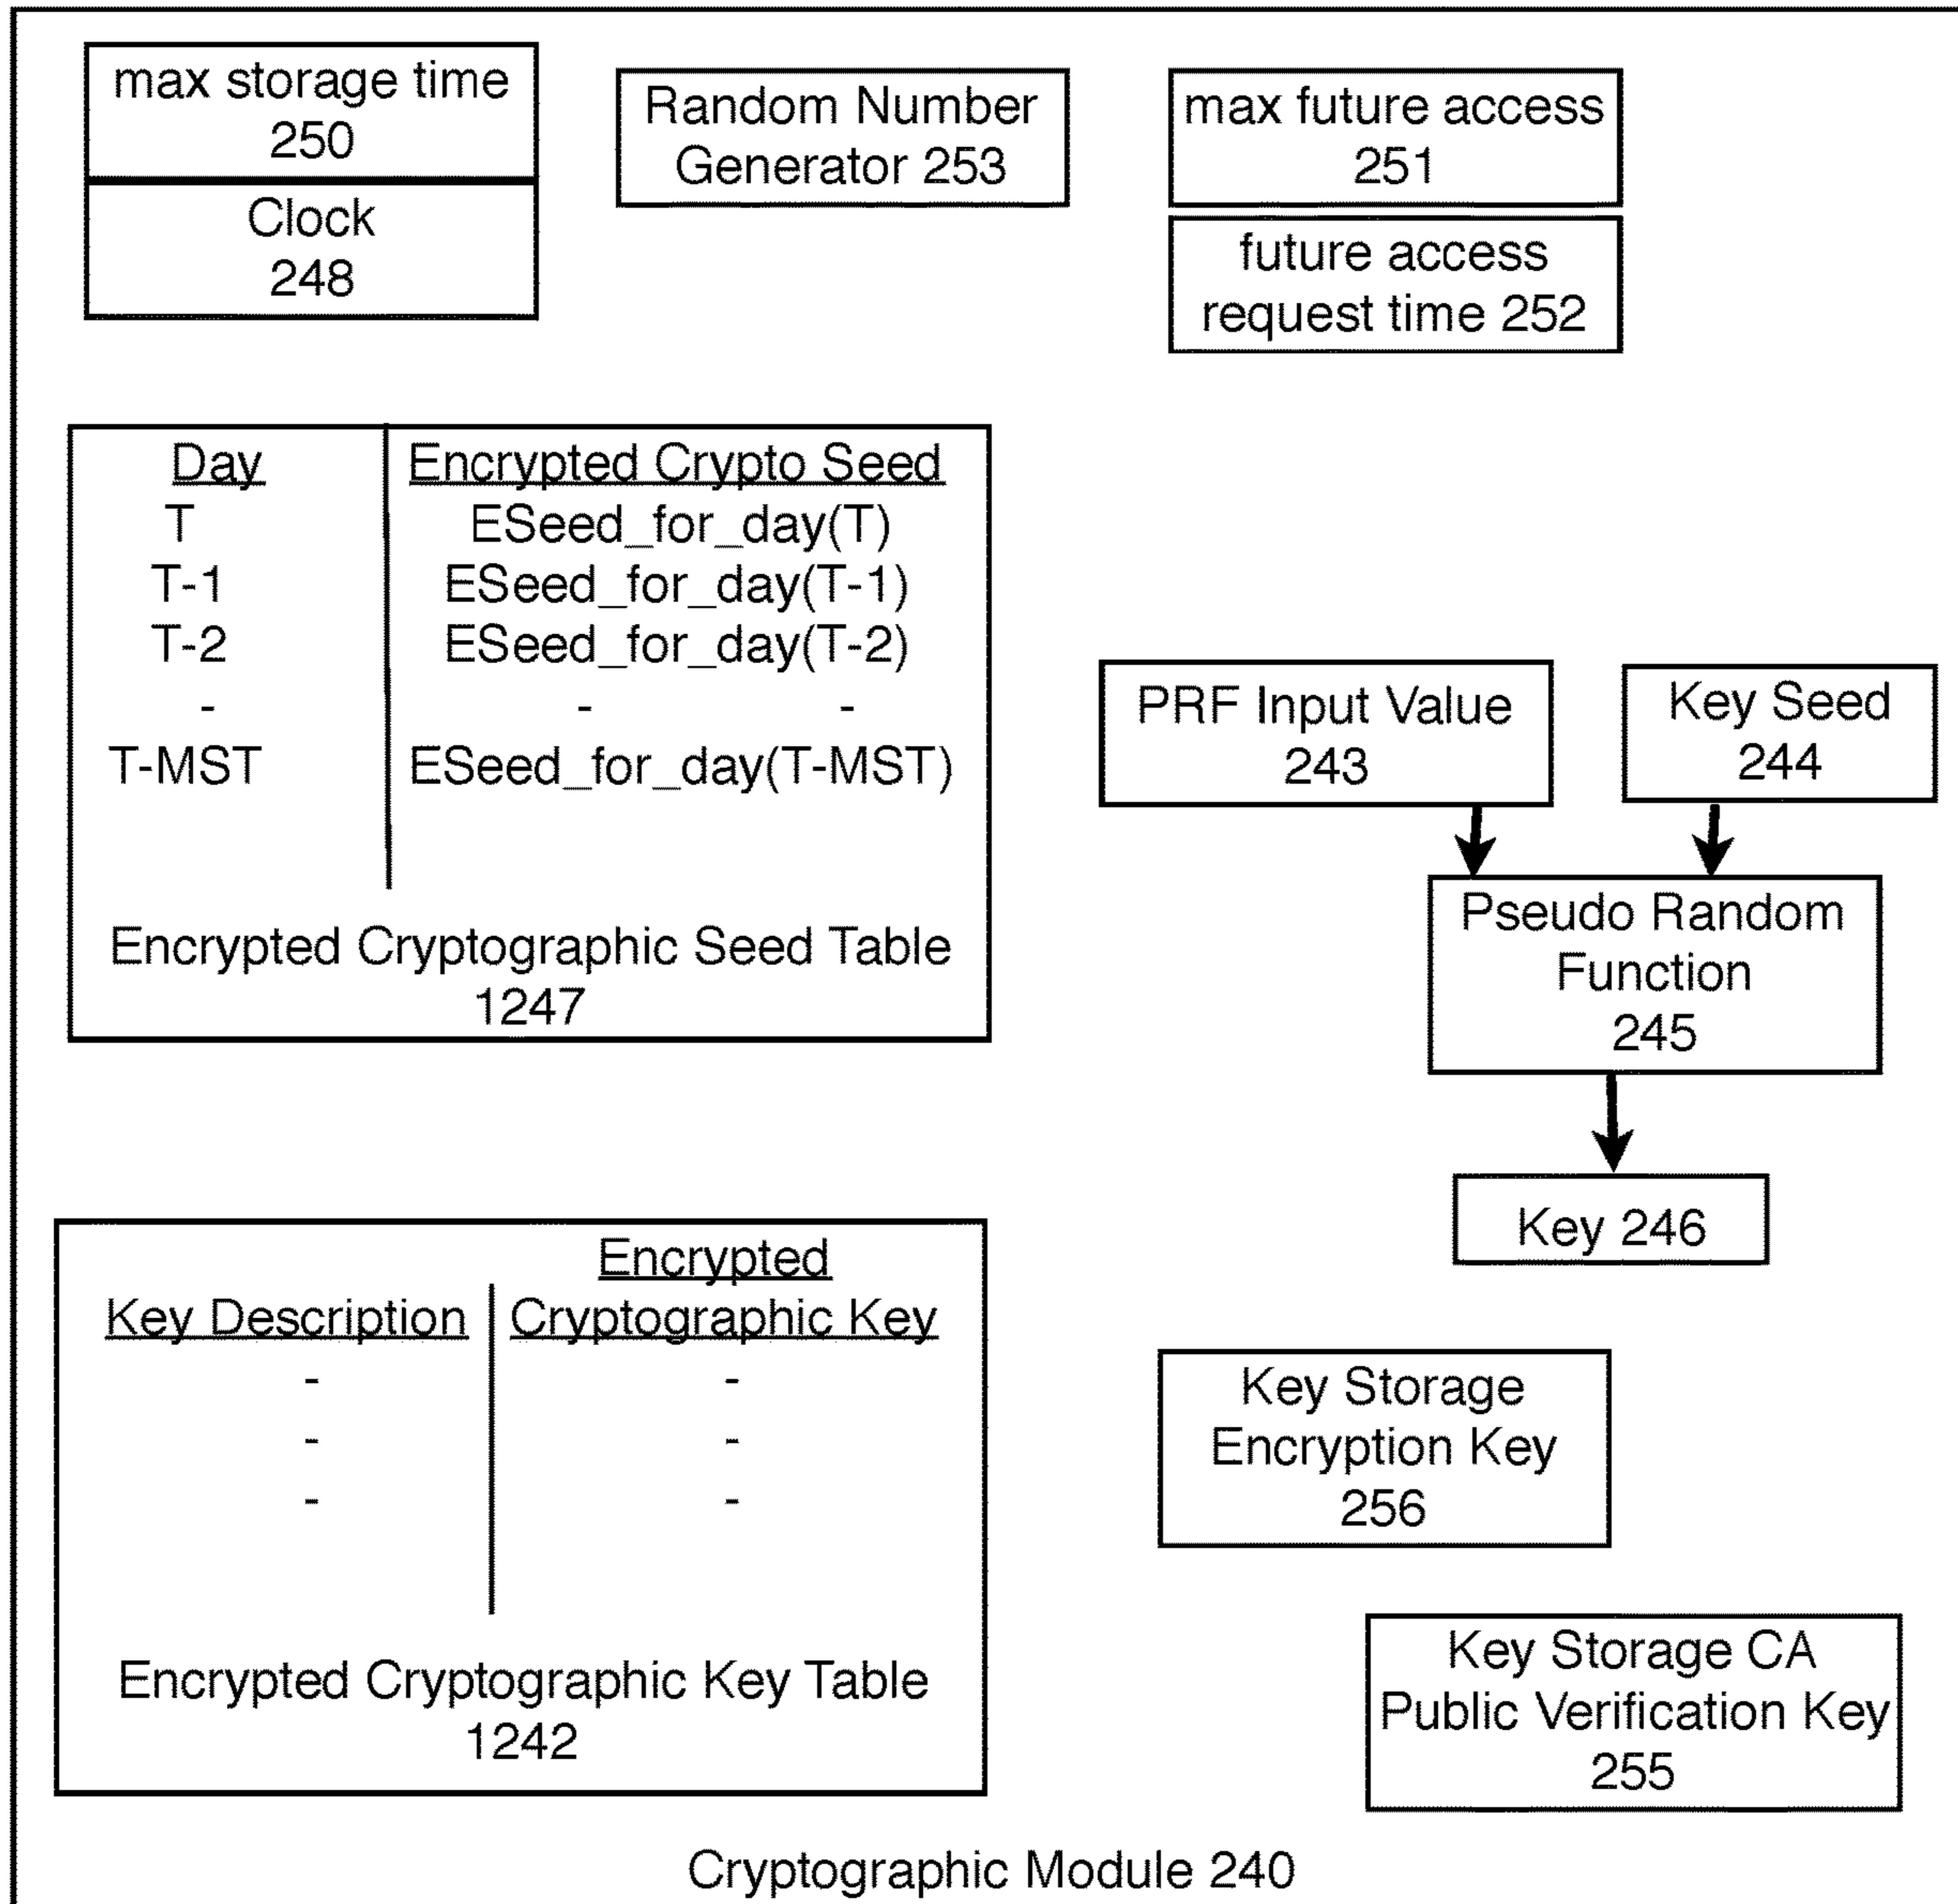 max storage time
250
Clock
248
Random Number
Generator 253
max future access
251
future access
request time 252
Day Encrypted Crypto Seed
T ESeed_for_day(T)
T-1 ESeed_for_day(T-1)
T-2 ESeed_for_day(T-2)
- - -
T-MST ESeed_for_day(T-MST)
Encrypted Cryptographic Seed Table
1247
PRF Input Value
243
Key Seed
244
Pseudo Random
Function
245
Key 246
Encrypted
Key Description Cryptographic Key
- -
- -
- -
Encrypted Cryptographic Key Table
1242
Key Storage
Encryption Key
256
Key Storage CA
Public Verification Key
255
Cryptographic Module 240